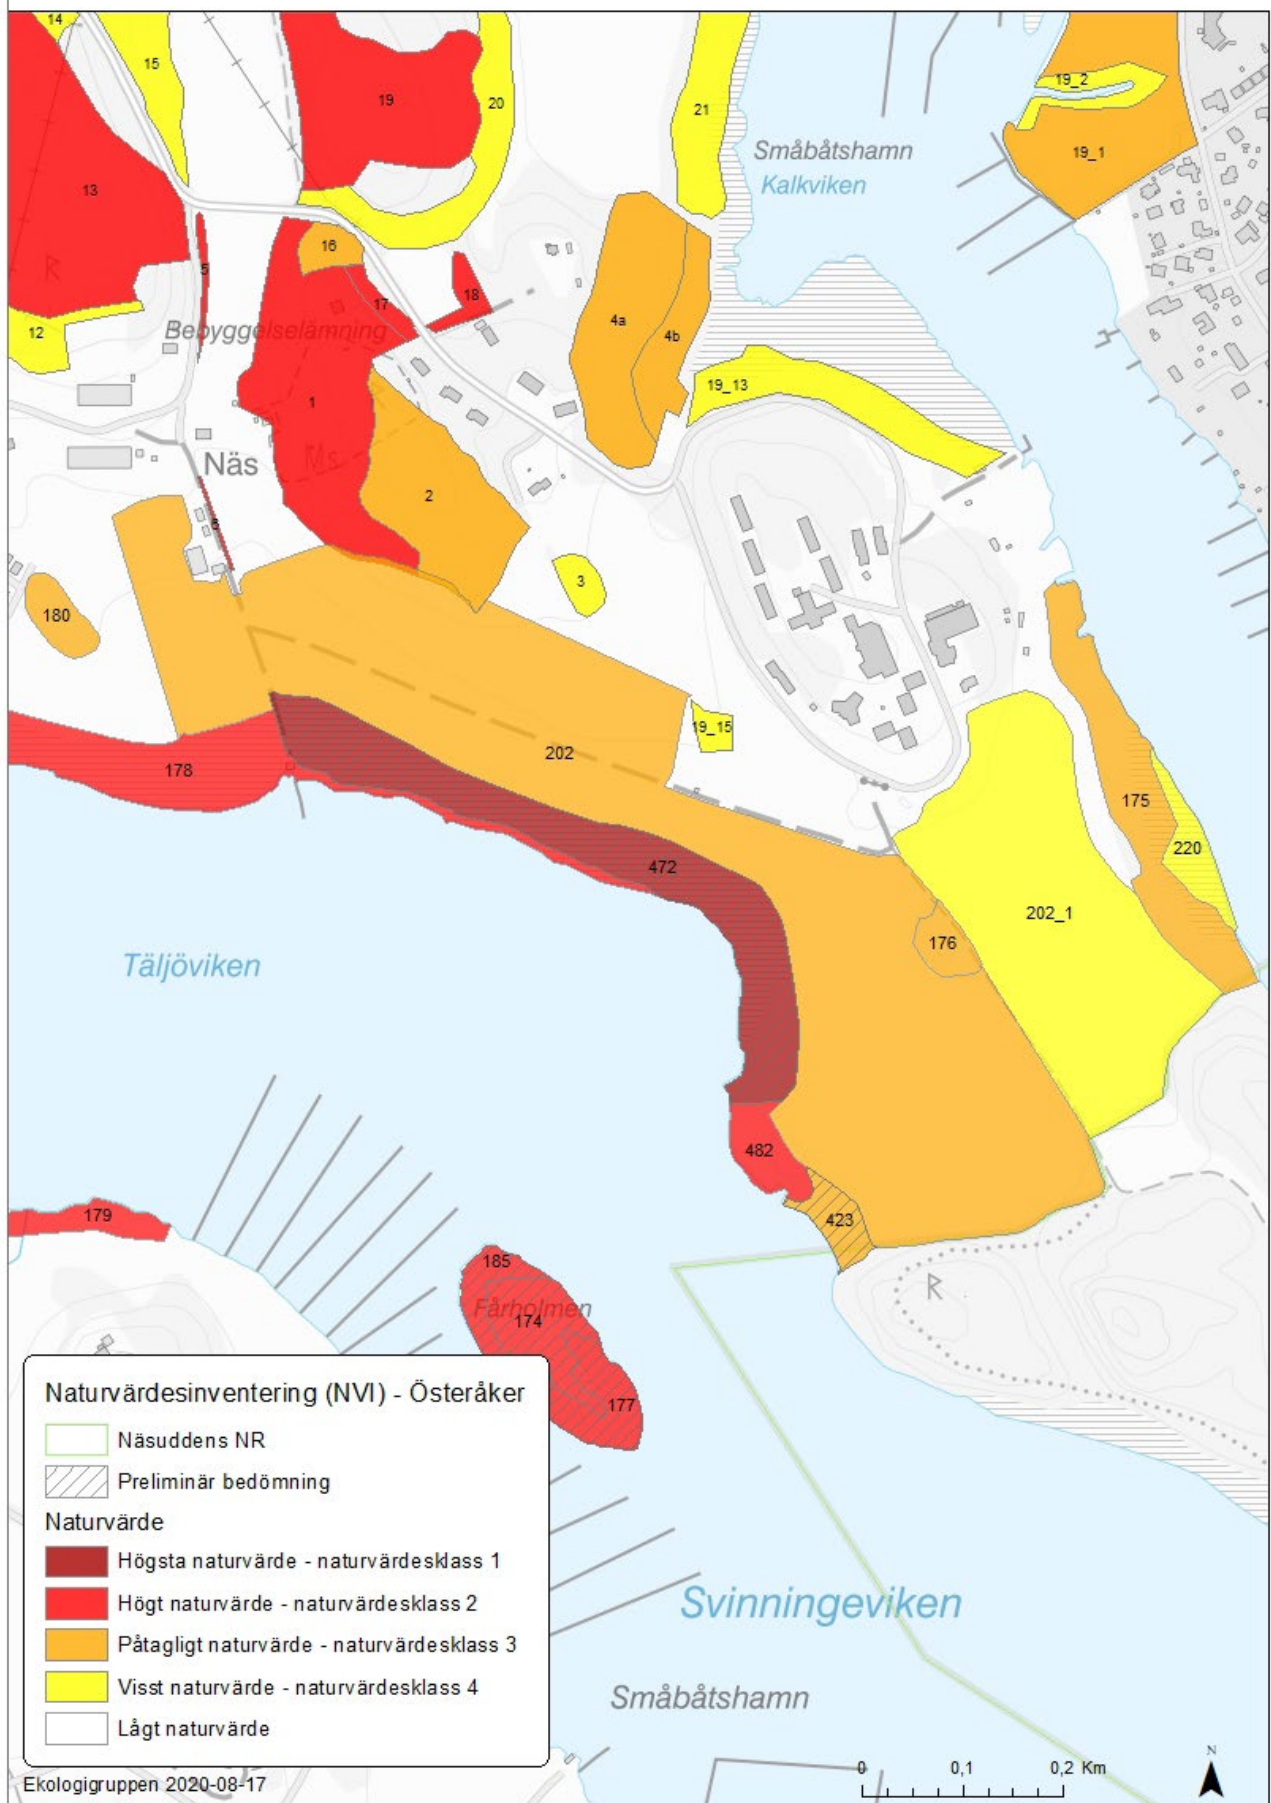 14
15
19
20
21
19_2
19_1
Småbåtshamn
Kalkviken
13
R
5
16
17
18
12
Bebyggelselämning
4a
4b
19_13
1
Näs
Ms
2
6
3
180
19_15
178
202
175
220
472
202_1
176
Täljöviken
482
179
423
185
Fårholmen
174
R
177
Naturvärdesinventering (NVI) - Österåker
Näsuddens NR
Preliminär bedömning
Naturvärde
Högsta naturvärde - naturvärdesklass 1
Högt naturvärde - naturvärdesklass 2
Påtagligt naturvärde - naturvärdesklass 3
Visst naturvärde - naturvärdesklass 4
Lågt naturvärde
Svinningeviken
Småbåtshamn
Ekologigruppen 2020-08-17
0 0,1 0,2 Km
N